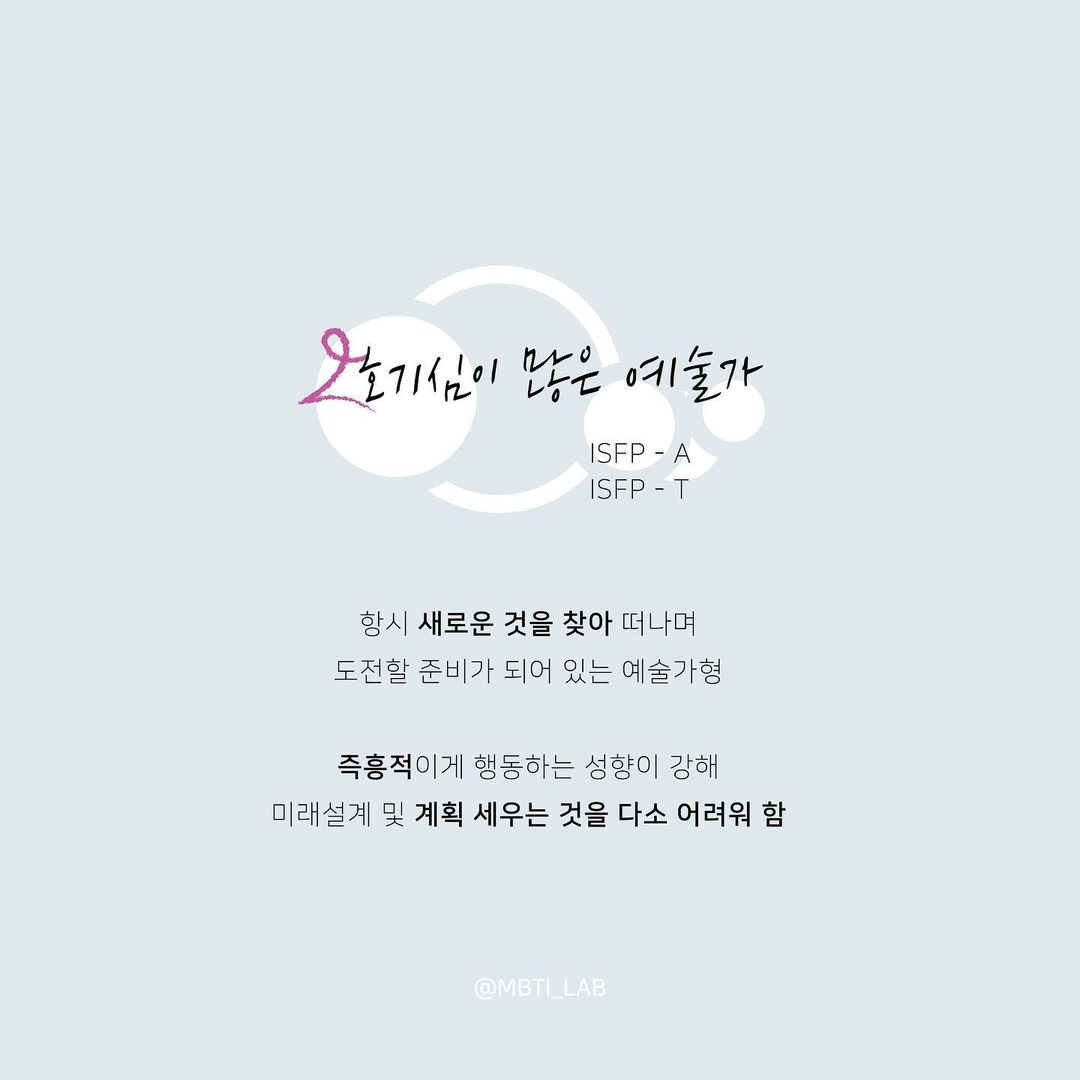 호기심이 많은 예술가
ISFP - A
ISFP - T
항시 새로운 것을 찾아 떠나며
도전할 준비가 되어 있는 예술가형
즉흥적이게 행동하는 성향이 강해
미래설계 및 계획 세우는 것을 다소 어려워 함
@MBTI_LAB